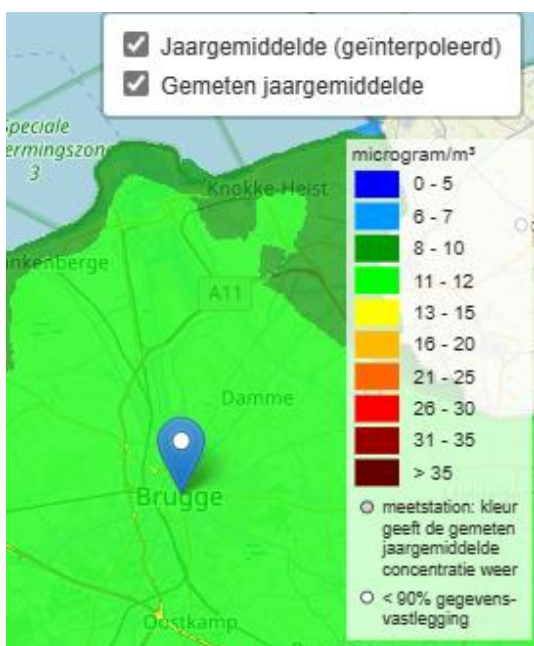 Jaargemiddelde (geïnterpoleerd)
Gemeten jaargemiddelde
Speciale
ermingszone
3
Knokke-Heist
ankenberge
A11
Damme
Brugge
Oostkamp
microgram/m³
0 - 5
6 - 7
8 - 10
11 - 12
13 - 15
16 - 20
21 - 25
26 - 30
31 - 35
> 35
meetstation: kleur
geeft de gemeten
jaargemiddelde
concentratie weer
< 90% gegevens-
vastlegging